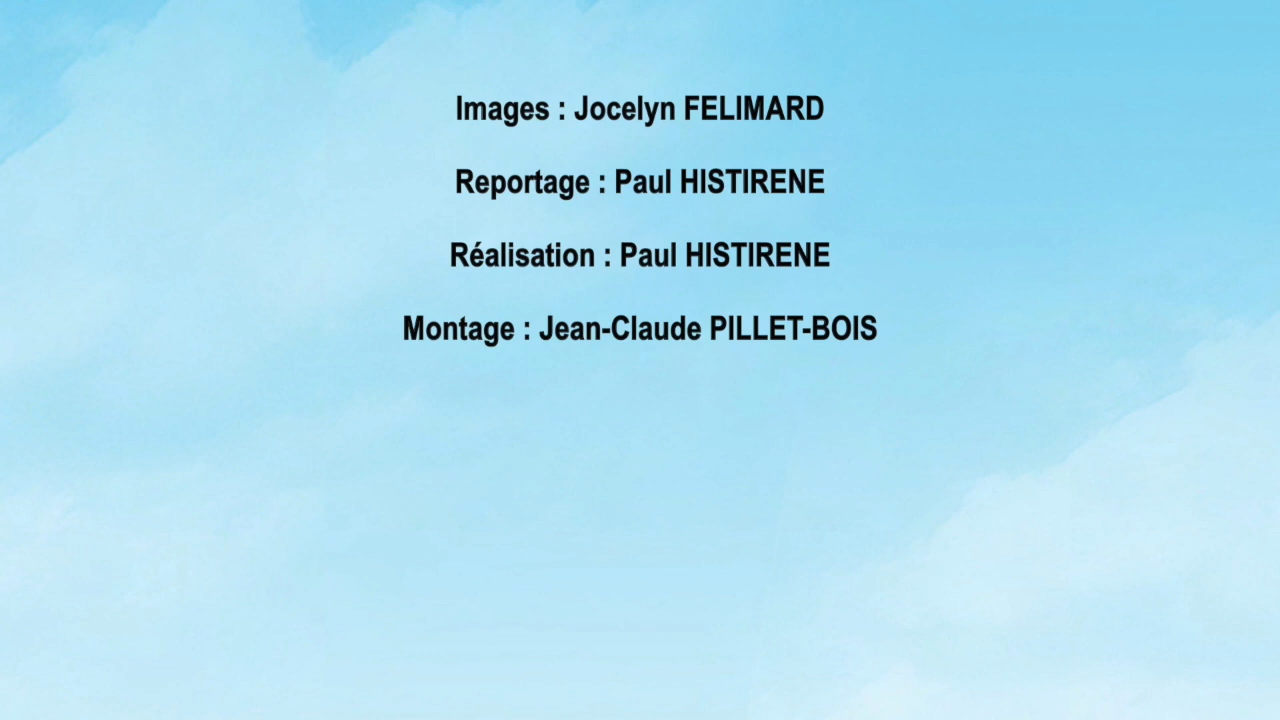 Images : Jocelyn FELIMARD
Reportage : Paul HISTIRENE
Réalisation : Paul HISTIRENE
Montage : Jean-Claude PILLET-BOIS